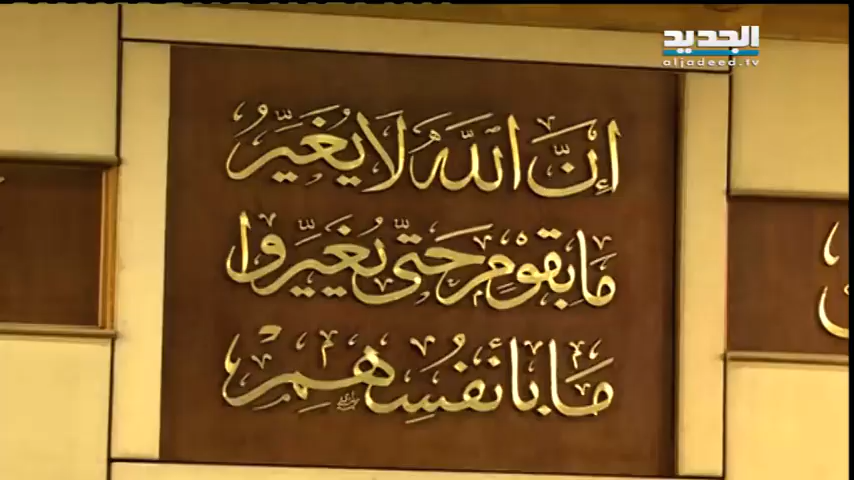 الجديد
aljadeed.tv
إِنَّ اللَّهَ لَا يُغَيِّرُ
مَا بِقَوْمٍ حَتَّى يُغَيِّرُوا
مَا بِأَنفُسِهِمْ